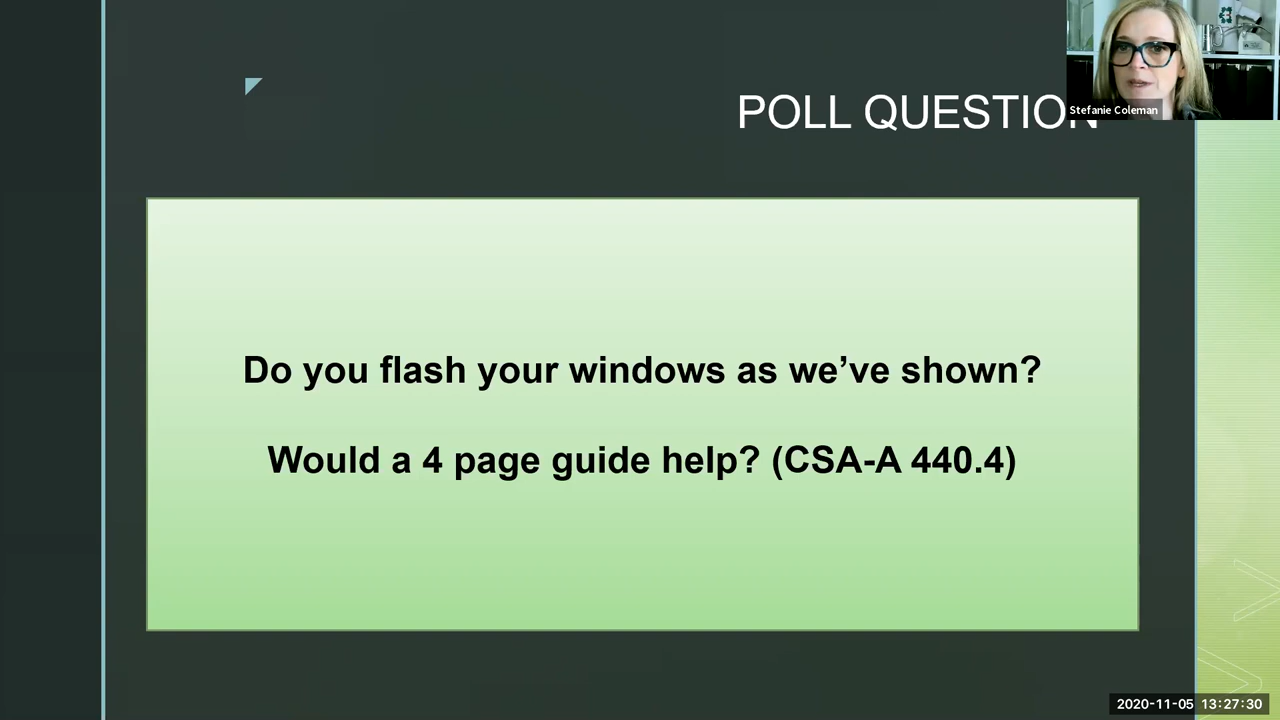 POLL QUESTION
Stefanie Coleman
Do you flash your windows as we’ve shown?
Would a 4 page guide help? (CSA-A 440.4)
2020-11-05 13:27:30